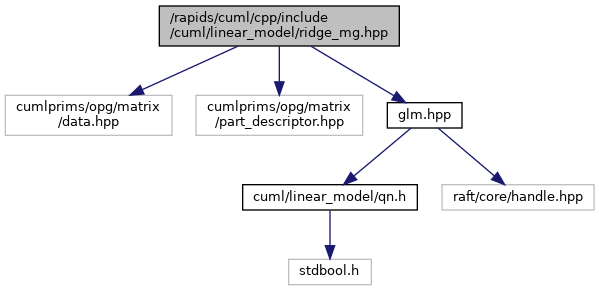 /rapids/cuml/cpp/include
/cuml/linear_model/ridge_mg.hpp
cumlprims/opg/matrix
/data.hpp
cumlprims/opg/matrix
/part_descriptor.hpp
glm.hpp
cuml/linear_model/qn.h
raft/core/handle.hpp
stdbool.h